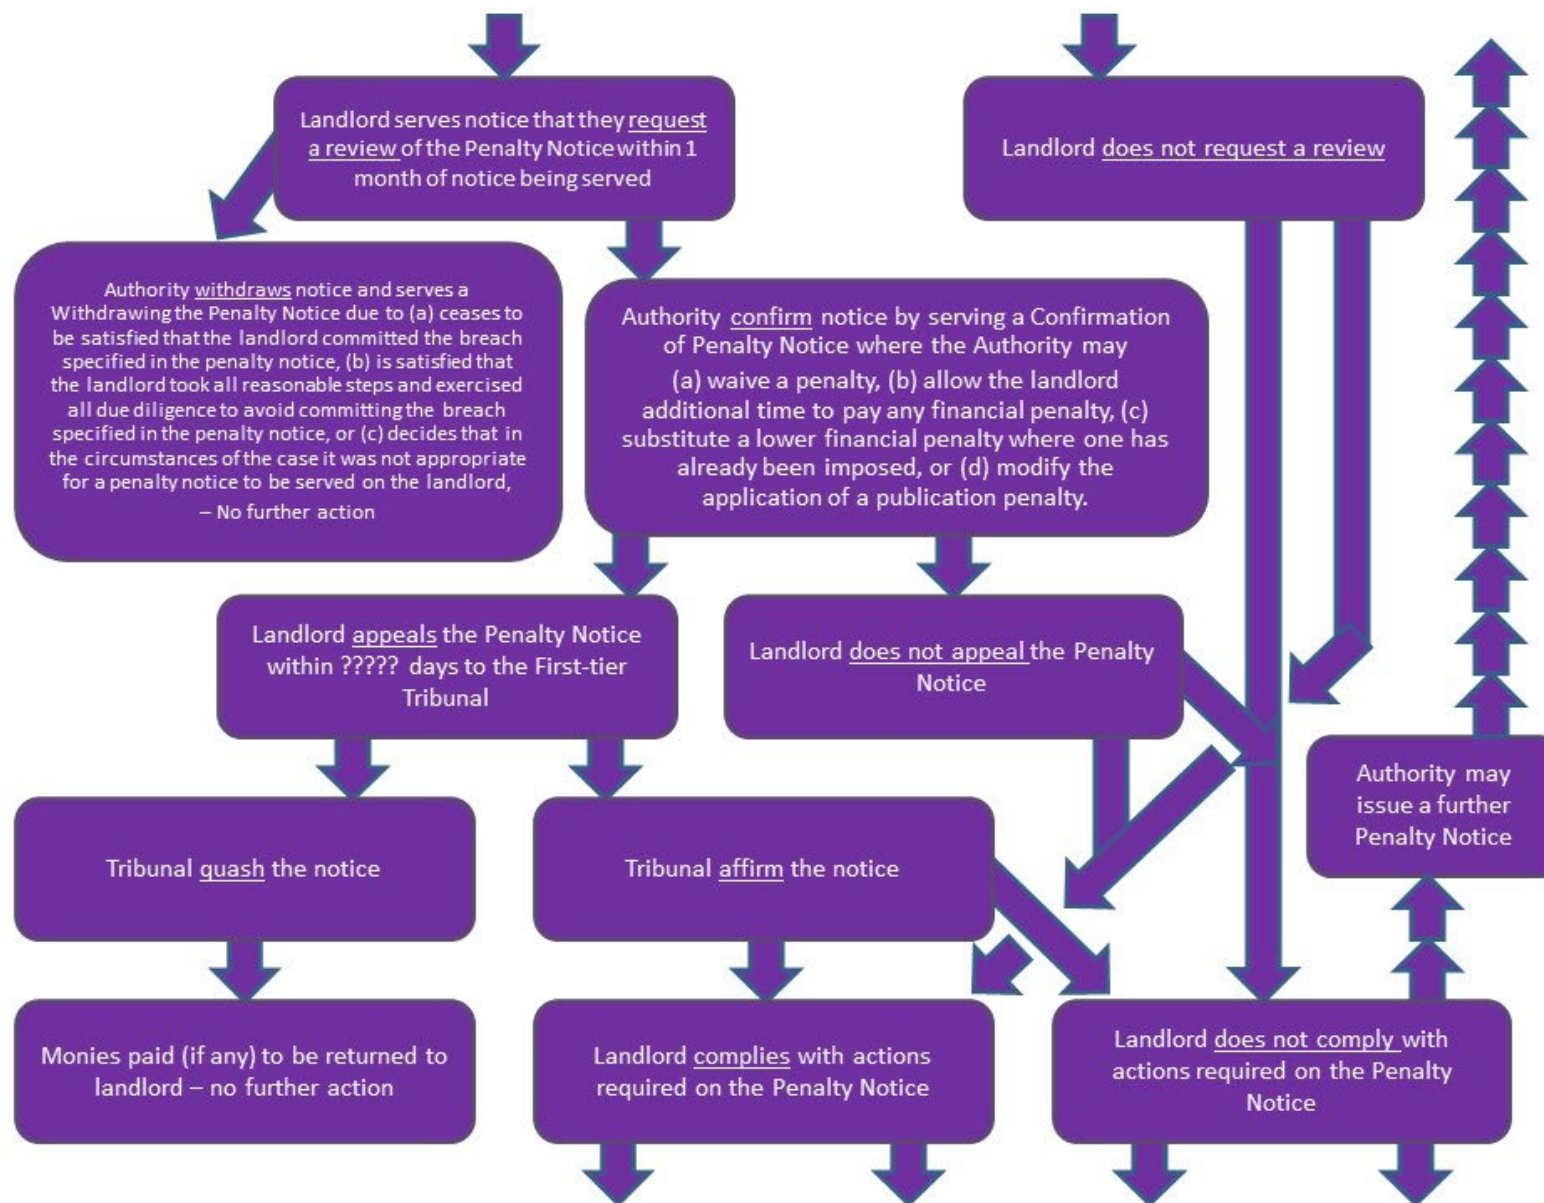 Landlord serves notice that they request
a review of the Penalty Notice within 1
month of notice being served
Landlord does not request a review
Authority withdraws notice and serves a
Withdrawing the Penalty Notice due to (a) ceases to
be satisfied that the landlord committed the breach
specified in the penalty notice, (b) is satisfied that
the landlord took all reasonable steps and exercised
all due diligence to avoid committing the breach
specified in the penalty notice, or (c) decides that in
the circumstances of the case it was not appropriate
for a penalty notice to be served on the landlord,
– No further action
Authority confirm notice by serving a Confirmation
of Penalty Notice where the Authority may
(a) waive a penalty, (b) allow the landlord
additional time to pay any financial penalty, (c)
substitute a lower financial penalty where one has
already been imposed, or (d) modify the
application of a publication penalty.
Landlord appeals the Penalty Notice
within ????? days to the First-tier
Tribunal
Landlord does not appeal the Penalty
Notice
Authority may
issue a further
Penalty Notice
Tribunal quash the notice
Tribunal affirm the notice
Monies paid (if any) to be returned to
landlord – no further action
Landlord complies with actions
required on the Penalty Notice
Landlord does not comply with
actions required on the Penalty
Notice